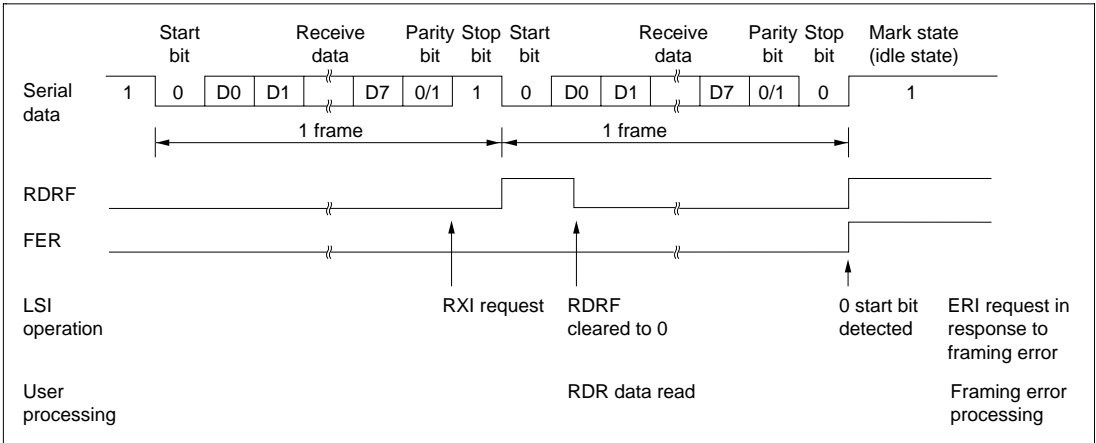 Start bit Receive data Parity bit Stop bit Start bit Receive data Parity bit Stop bit Mark state (idle state)
Serial data 1 0 D0 D1 D7 0/1 1 0 D0 D1 D7 0/1 0 1
1 frame 1 frame
RDRF
FER
LSI operation RXI request RDRF cleared to 0 0 start bit detected ERI request in response to framing error
User processing RDR data read Framing error processing